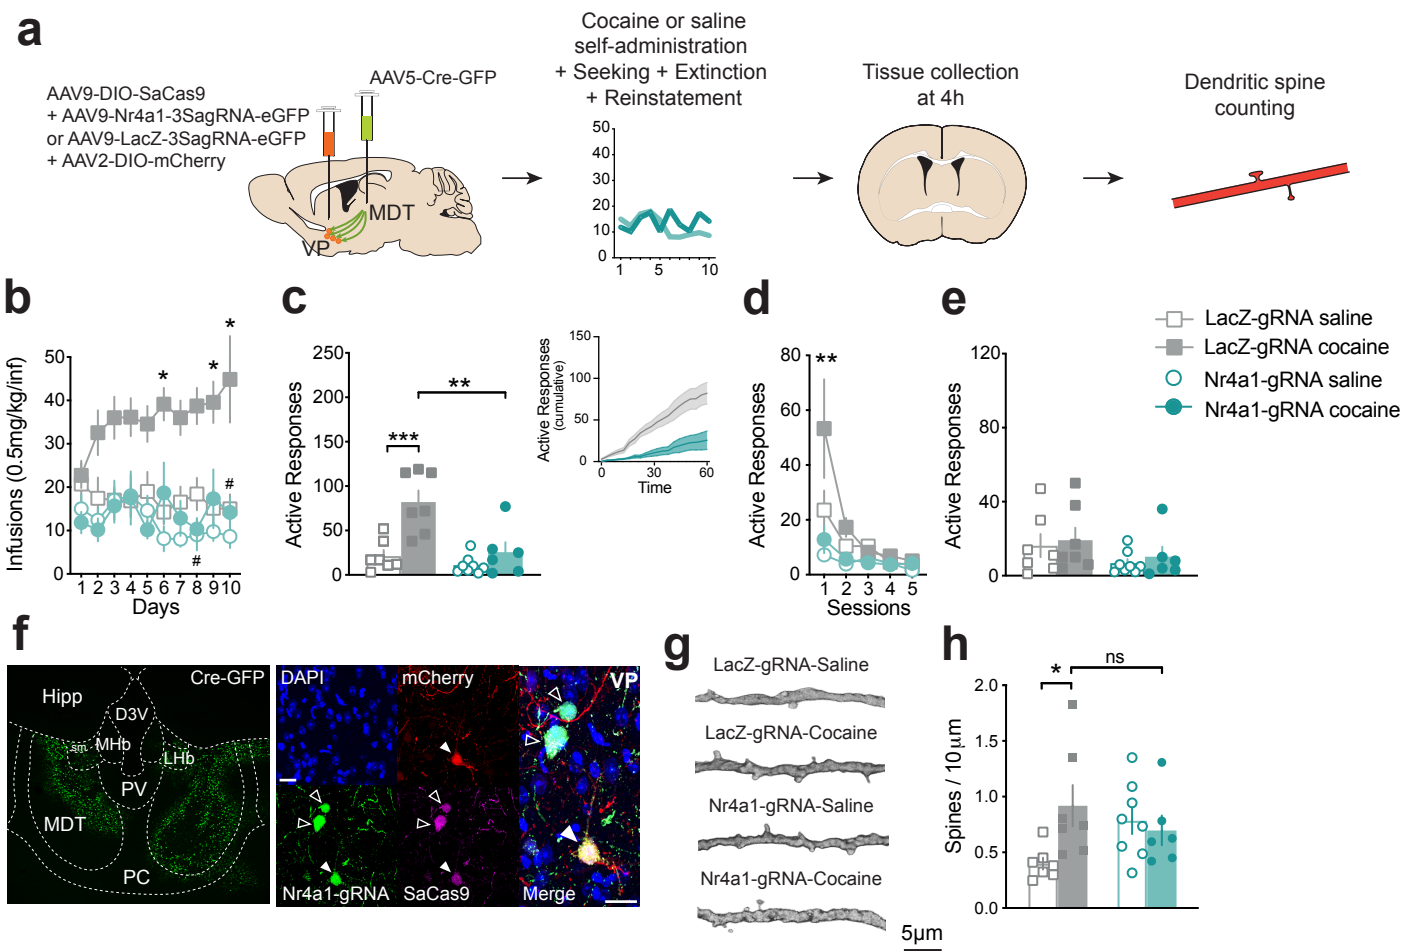 a
AAV9-DIO-SaCas9
+ AAV9-Nr4a1-3SagRNA-eGFP
or AAV9-LacZ-3SagRNA-eGFP
+ AAV2-DIO-mCherry
AAV5-Cre-GFP
MDT
VP
Cocaine or saline
self-administration
+ Seeking + Extinction
+ Reinstatement
50
40
30
20
10
0
1 5 10
Tissue collection
at 4h
Dendritic spine
counting
b
Infusions (0.5mg/kg/inf)
50
40
30
20
10
0
* * *
#
#
1 2 3 4 5 6 7 8 9 10
Days
c
Active Responses
250
200
150
100
50
0
***
**
Active Responses
(cumulative)
150
100
50
0
0 30 60
Time
d
Active Responses
80
60
40
20
0
**
1 2 3 4 5
Sessions
e
Active Responses
120
80
40
0
LacZ-gRNA saline
LacZ-gRNA cocaine
Nr4a1-gRNA saline
Nr4a1-gRNA cocaine
f
Cre-GFP
Hipp
D3V
sm
MHb
LHb
PV
MDT
PC
DAPI
mCherry
VP
Nr4a1-gRNA
SaCas9
Merge
g
LacZ-gRNA-Saline
LacZ-gRNA-Cocaine
Nr4a1-gRNA-Saline
Nr4a1-gRNA-Cocaine
5µm
h
Spines / 10µm
2.0
1.5
1.0
0.5
0.0
*
ns